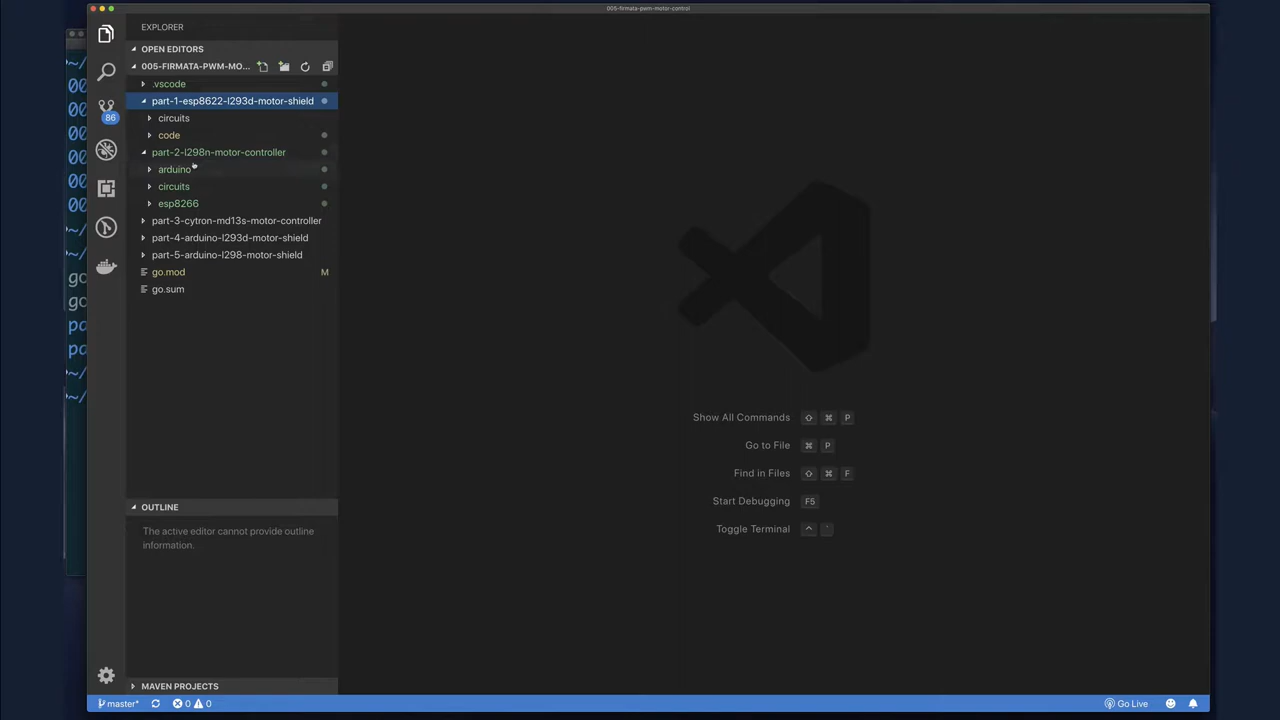 005-firmata-pwm-motor-control
EXPLORER
OPEN EDITORS
005-FIRMATA-PWM-MO...
.vscode
part-1-esp8622-l293d-motor-shield
circuits
86
code
part-2-l298n-motor-controller
arduino
circuits
esp8266
part-3-cytron-md13s-motor-controller
part-4-arduino-l293d-motor-shield
part-5-arduino-l298-motor-shield
go.mod M
go.sum
Show All Commands ⇧ ⌘ P
Go to File ⌘ P
Find in Files ⇧ ⌘ F
Start Debugging F5
Toggle Terminal ^ `
OUTLINE
The active editor cannot provide outline
information.
MAVEN PROJECTS
master* 0 0 Go Live